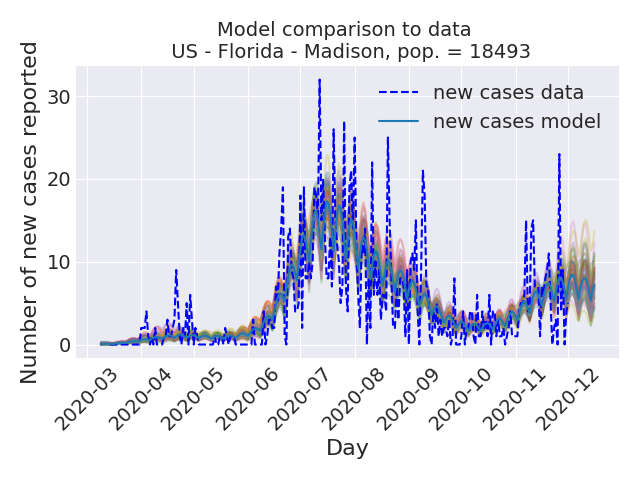 Model comparison to data
US - Florida - Madison, pop. = 18493
Number of new cases reported
30
20
10
0
new cases data
new cases model
2020-03
2020-04
2020-05
2020-06
2020-07
2020-08
2020-09
2020-10
2020-11
2020-12
Day